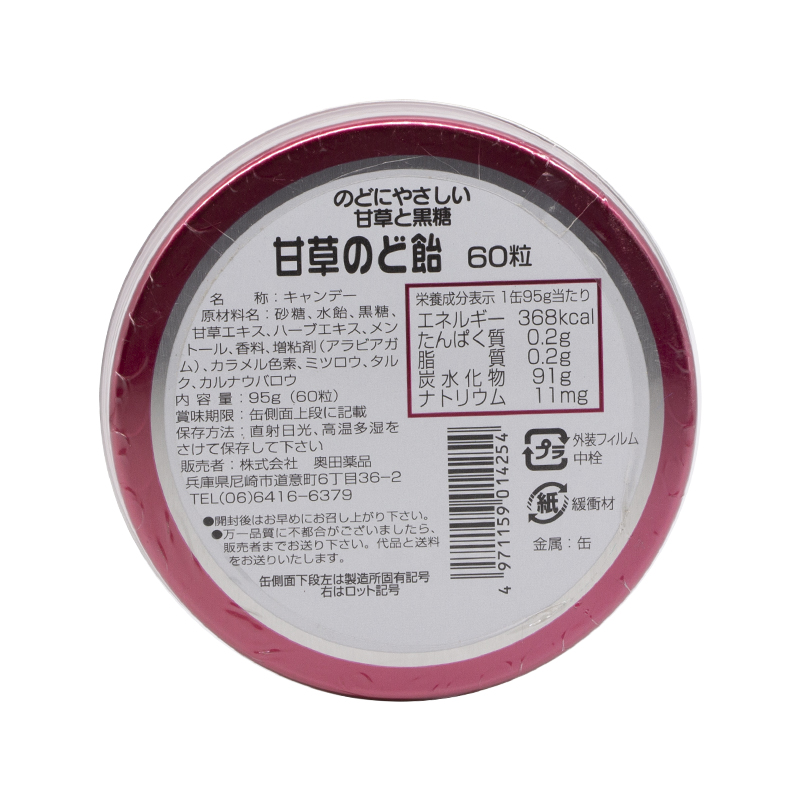 のどにやさしい
甘草と黒糖
甘草のど飴 60粒
名 称：キャンデー
原材料名：砂糖、水飴、黒糖、
甘草エキス、ハーブエキス、メン
トール、香料、増粘剤（アラビアガ
ム）、カラメル色素、ミツロウ、タル
ク、カルナウバロウ
内 容 量：95g（60粒）
賞味期限：缶側面上段に記載
保存方法：直射日光、高温多湿を
さけて保存して下さい
販売者：株式会社 奥田薬品
兵庫県尼崎市道意町6丁目36-2
TEL(06)6416-6379
●開封後はお早めにお召し上がり下さい。
●万一品質に不都合がございましたら、
販売者までお送り下さい。代品と送料
をお送りいたします。
缶側面下段左は製造所固有記号
右はロット記号
栄養成分表示 1缶95g当たり
エネルギー 368kcal
たんぱく質 0.2g
脂 質 0.2g
炭水化物 91g
ナトリウム 11mg
4 971159 014254
プラ 外装フィルム
中栓
紙 緩衝材
金属：缶